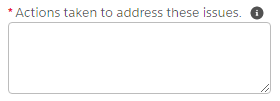 * Actions taken to address these issues.